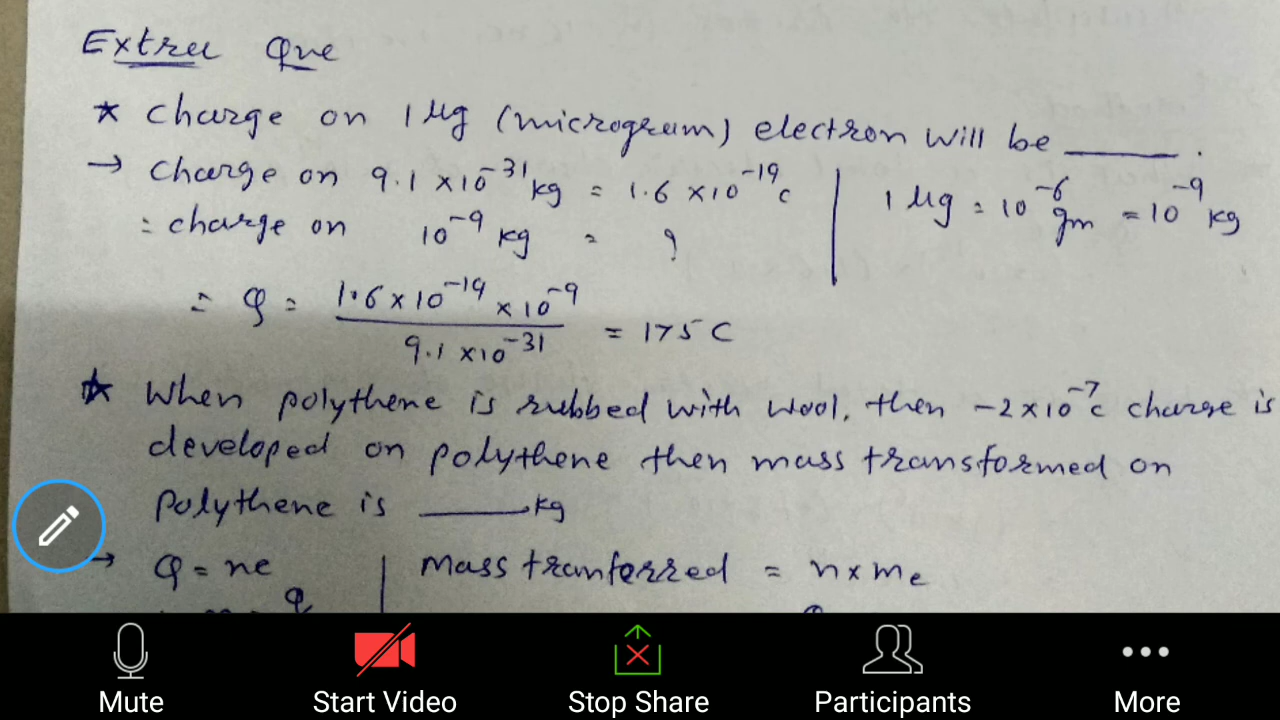 Extra Que
* Charge on 1 μg (microgram) electron will be ____.
→ Charge on 9.1 × 10⁻³¹ kg = 1.6 × 10⁻¹⁹ c | 1 μg = 10⁻⁶ gm = 10⁻⁹ kg
= charge on 10⁻⁹ kg = ?
= Q = (1.6 × 10⁻¹⁹ × 10⁻⁹) / (9.1 × 10⁻³¹) = 175 C
* When polythene is rubbed with wool, then -2×10⁻⁷ c charge is
developed on polythene then mass transformed on
polythene is ____ kg
→ Q = ne | mass tranferred = n × me
Mute Start Video Stop Share Participants More